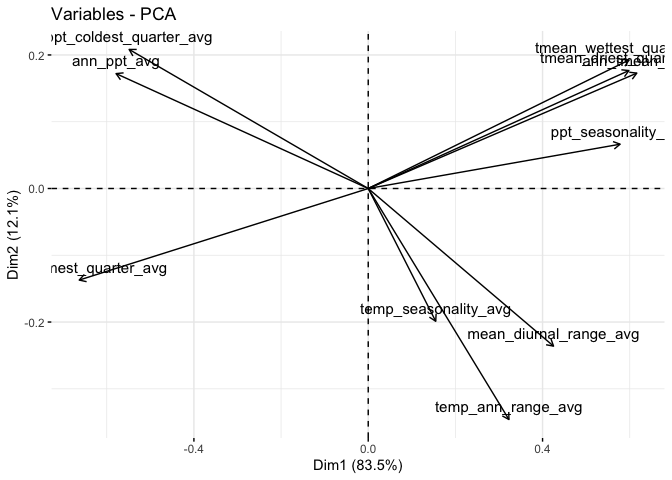 Variables - PCA
ppt_coldest_quarter_avg
ann_ppt_avg
tmean_wettest_qua
ppt_seasonality_
nest_quarter_avg
temp_seasonality_avg
mean_diurnal_range_avg
temp_ann_range_avg
0.2
0.0
-0.2
-0.4
0.0
0.4
Dim1 (83.5%)
Dim2 (12.1%)